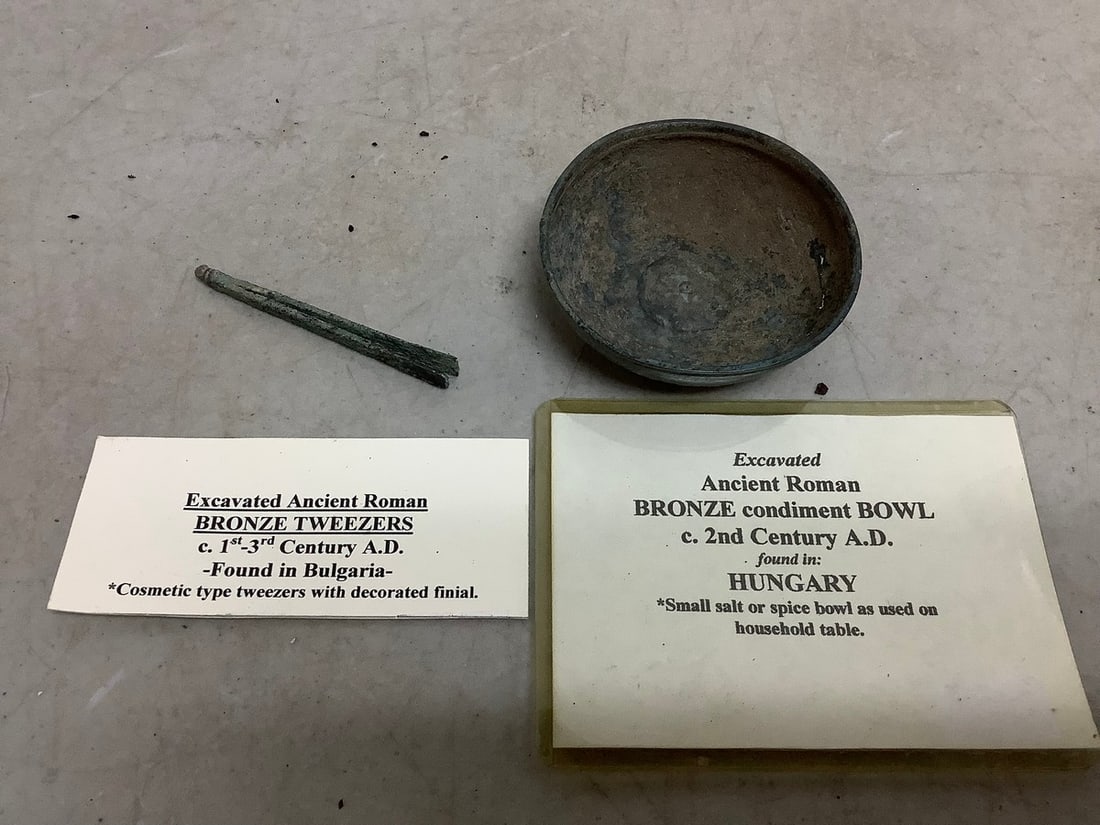 Excavated Ancient Roman
BRONZE TWEEZERS
c. 1st-3rd Century A.D.
-Found in Bulgaria-
*Cosmetic type tweezers with decorated finial.
Excavated
Ancient Roman
BRONZE condiment BOWL
c. 2nd Century A.D.
found in:
HUNGARY
*Small salt or spice bowl as used on
household table.